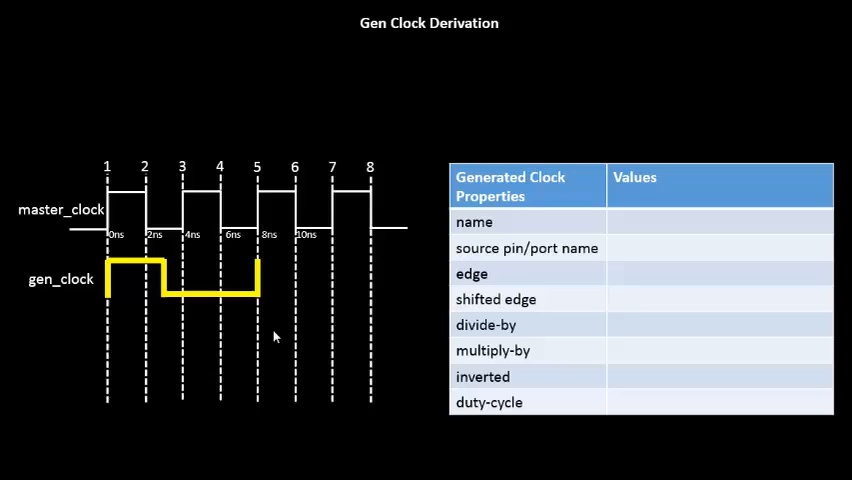 Gen Clock Derivation
1 2 3 4 5 6 7 8
master_clock
0ns 2ns 4ns 6ns 8ns 10ns
gen_clock
Generated Clock
Properties
Values
name
source pin/port name
edge
shifted edge
divide-by
multiply-by
inverted
duty-cycle